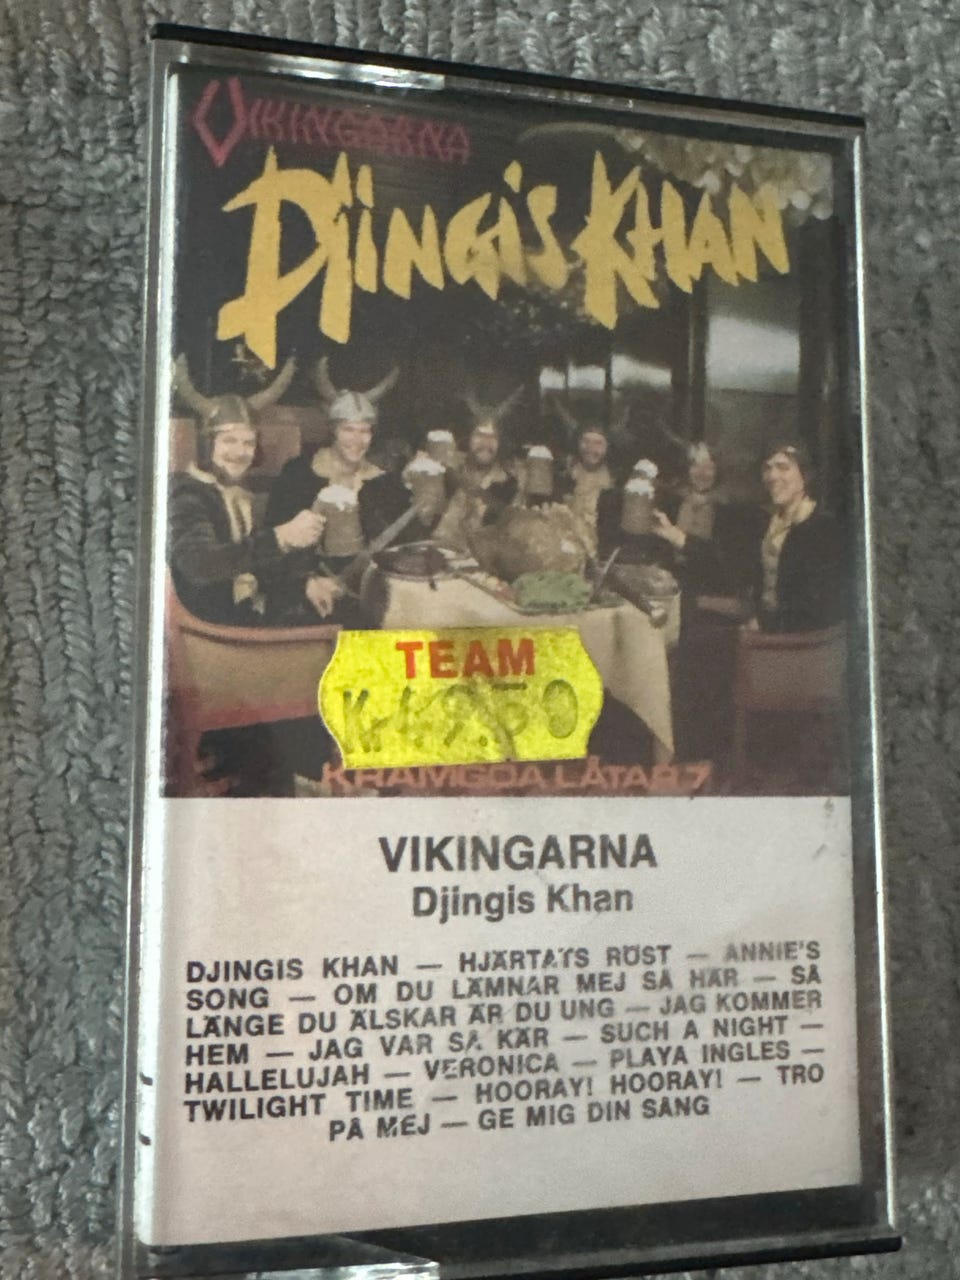 VIKINGARNA
DJINGIS KHAN
TEAM
Kr 49.50
KRAMGOA LÅTAR 7
VIKINGARNA
Djingis Khan
DJINGIS KHAN — HJÄRTATS RÖST — ANNIE'S
SONG — OM DU LÄMNAR MEJ SÅ HÄR — SÅ
LÄNGE DU ÄLSKAR ÄR DU UNG — JAG KOMMER
HEM — JAG VAR SÅ KÄR — SUCH A NIGHT —
HALLELUJAH — VERONICA — PLAYA INGLES —
TWILIGHT TIME — HOORAY! HOORAY! — TRO
PÅ MEJ — GE MIG DIN SÅNG